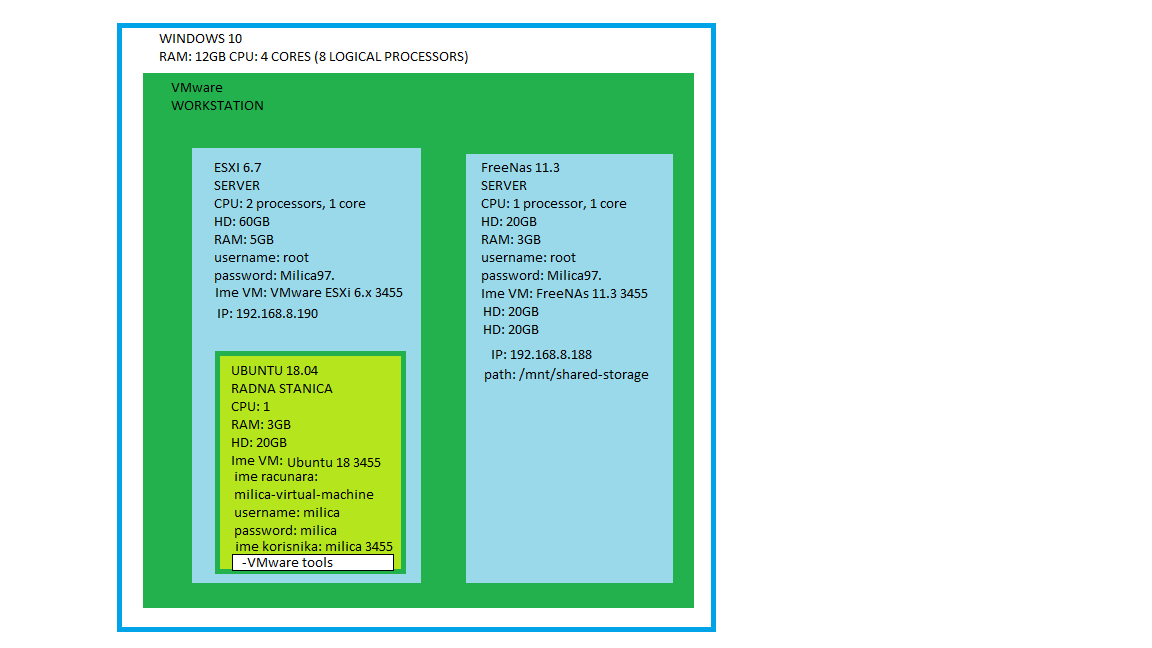 WINDOWS 10
RAM: 12GB CPU: 4 CORES (8 LOGICAL PROCESSORS)
VMware
WORKSTATION
ESXI 6.7
SERVER
CPU: 2 processors, 1 core
HD: 60GB
RAM: 5GB
username: root
password: Milica97.
Ime VM: VMware ESXi 6.x 3455
IP: 192.168.8.190
UBUNTU 18.04
RADNA STANICA
CPU: 1
RAM: 3GB
HD: 20GB
Ime VM: Ubuntu 18 3455
ime racunara:
milica-virtual-machine
username: milica
password: milica
ime korisnika: milica 3455
-VMware tools
FreeNas 11.3
SERVER
CPU: 1 processor, 1 core
HD: 20GB
RAM: 3GB
username: root
password: Milica97.
Ime VM: FreeNAs 11.3 3455
HD: 20GB
HD: 20GB
IP: 192.168.8.188
path: /mnt/shared-storage